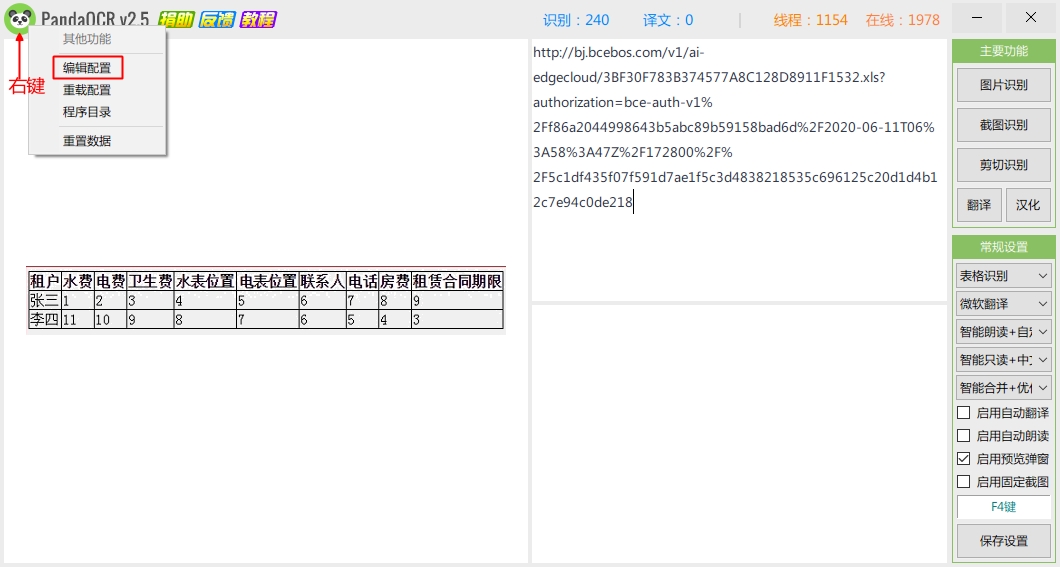 PandaOCR v2.5 捐助 反馈 教程
识别：240 译文：0 | 线程：1154 在线：1978
其他功能
编辑配置
重载配置
程序目录
重置数据
右键
租户 水费 电费 卫生费 水表位置 电表位置 联系人 电话 房费 租赁合同期限
张三 1 2 3 4 5 6 7 8 9
李四 11 10 9 8 7 6 5 4 3
http://bj.bcebos.com/v1/ai-
edgecloud/3BF30F783B374577A8C128D8911F1532.xls?
authorization=bce-auth-v1%
2Ff86a2044998643b5abc89b59158bad6d%2F2020-06-11T06%
3A58%3A47Z%2F172800%2F%
2F5c1df435f07f591d7ae1f5c3d4838218535c696125c20d1d4b1
2c7e94c0de218
主要功能
图片识别
截图识别
剪切识别
翻译 汉化
常规设置
表格识别
微软翻译
智能朗读+自
智能只读+中
智能合并+优
启用自动翻译
启用自动朗读
启用预览弹窗
启用固定截图
F4键
保存设置